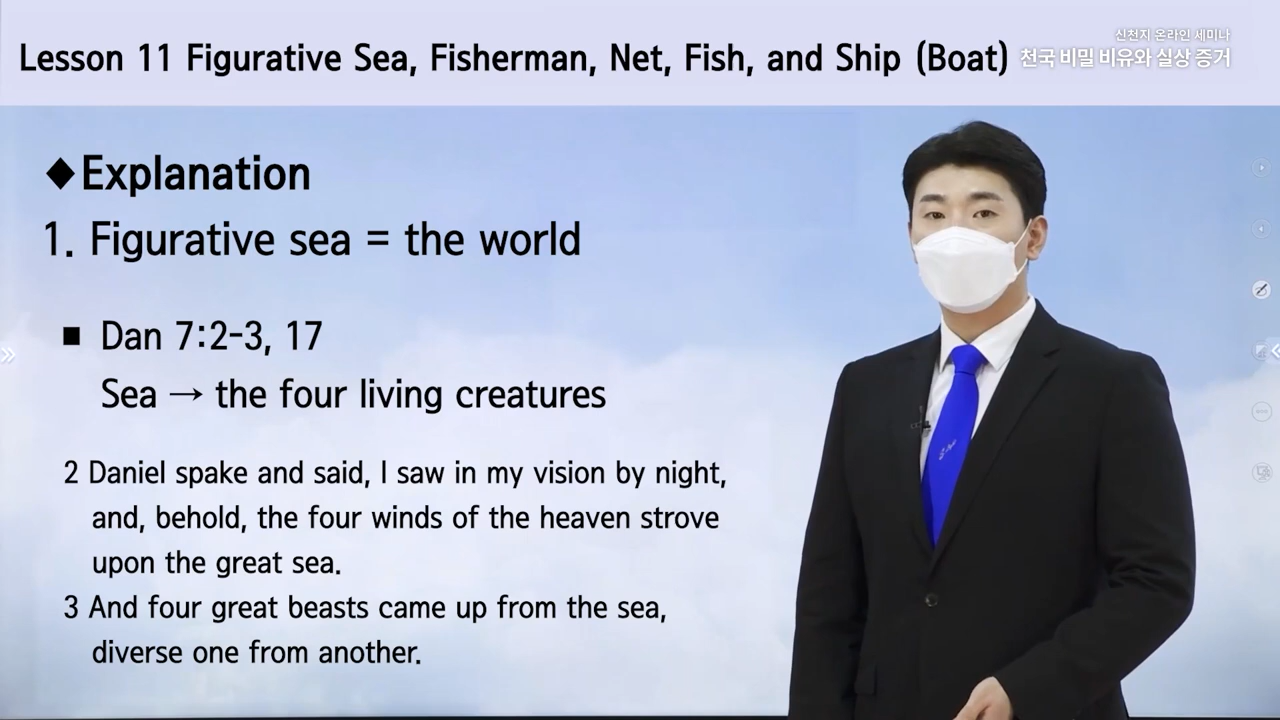 Lesson 11 Figurative Sea, Fisherman, Net, Fish, and Ship (Boat)
신천지 온라인 세미나
천국 비밀 비유와 실상 증거
◆Explanation
1. Figurative sea = the world
■ Dan 7:2-3, 17
Sea → the four living creatures
2 Daniel spake and said, I saw in my vision by night,
and, behold, the four winds of the heaven strove
upon the great sea.
3 And four great beasts came up from the sea,
diverse one from another.